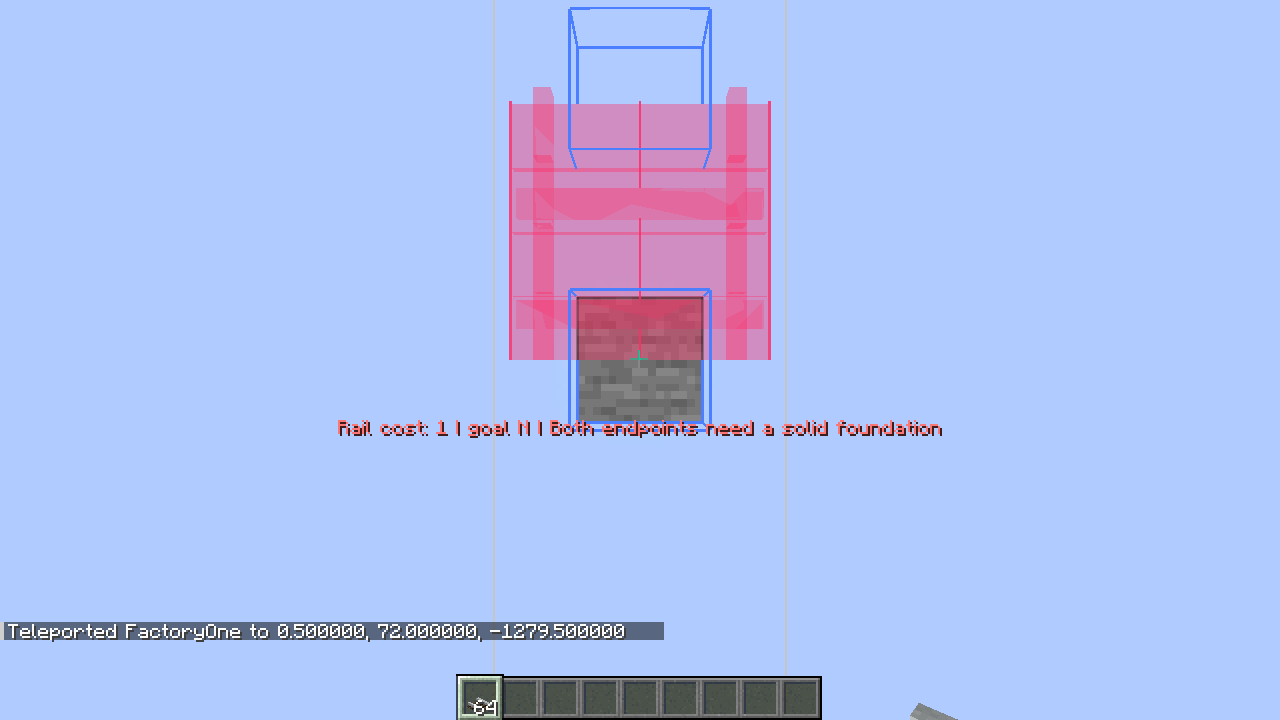 Rail cost: 1 | goal N | Both endpoints need a solid foundation
Teleported FactoryOne to 0.500000, 72.000000, -1279.500000
64